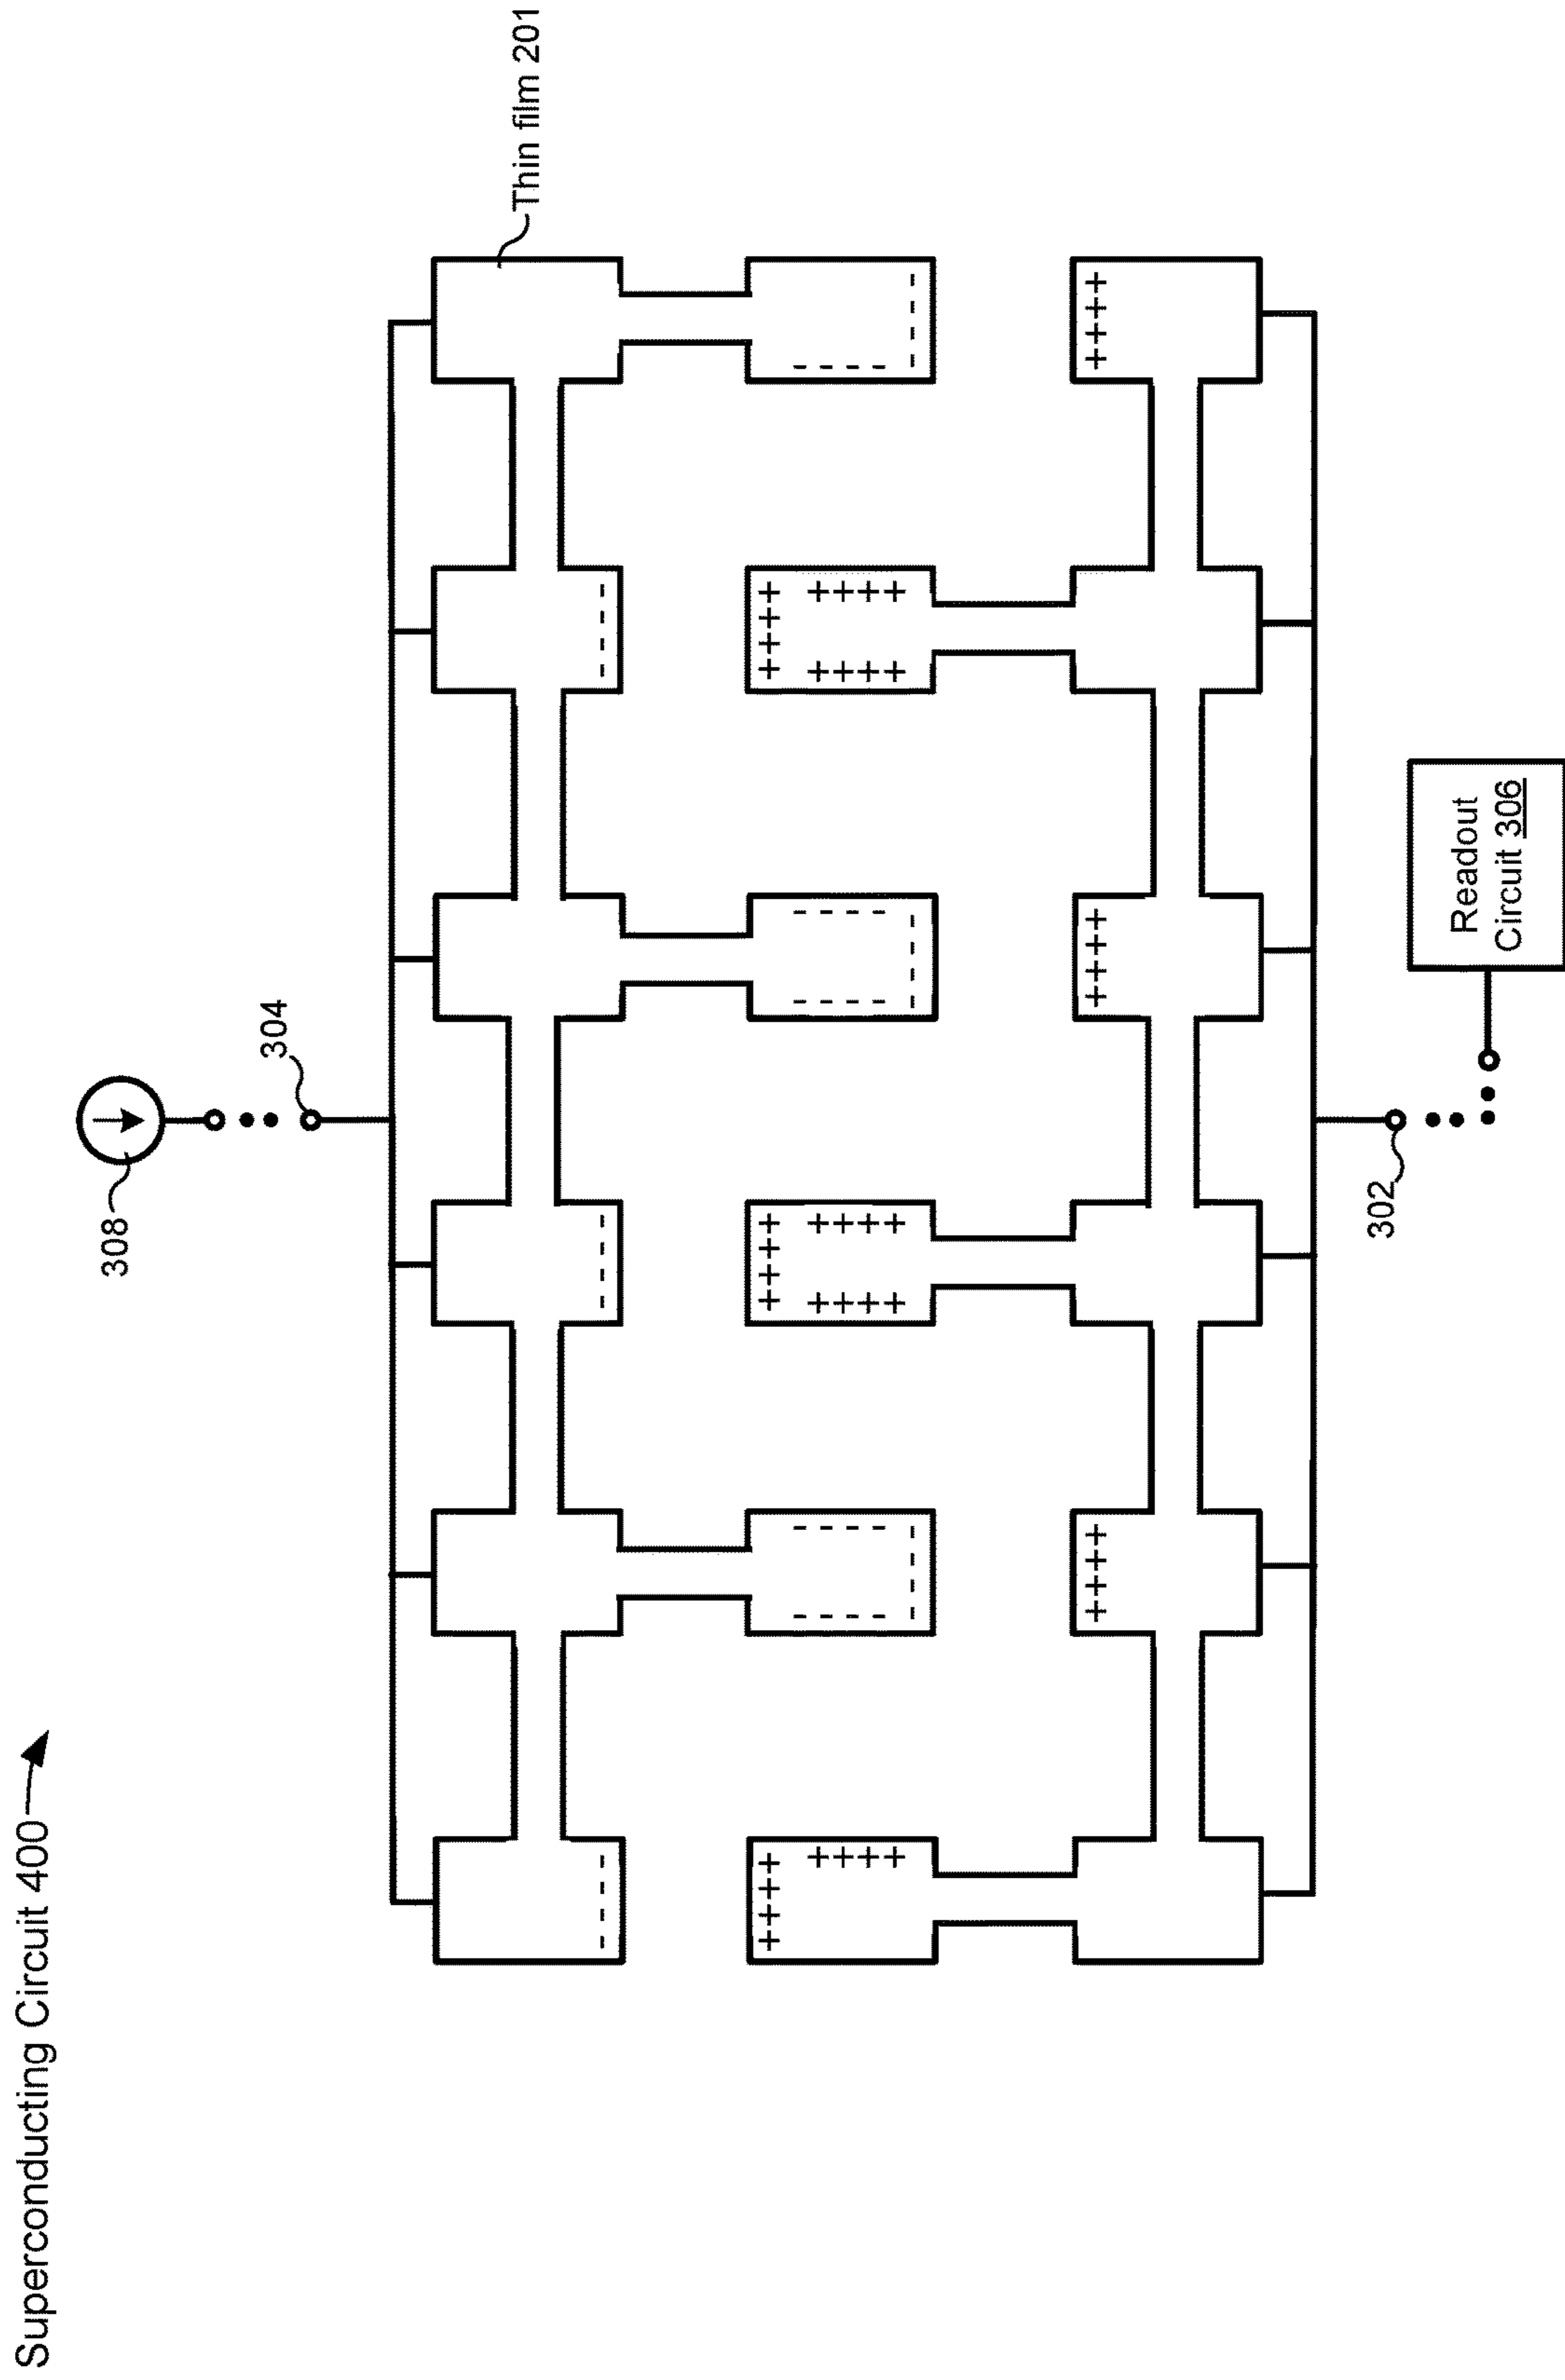 Superconducting Circuit 400
308
304
Thin film 201
302
Readout
Circuit 306